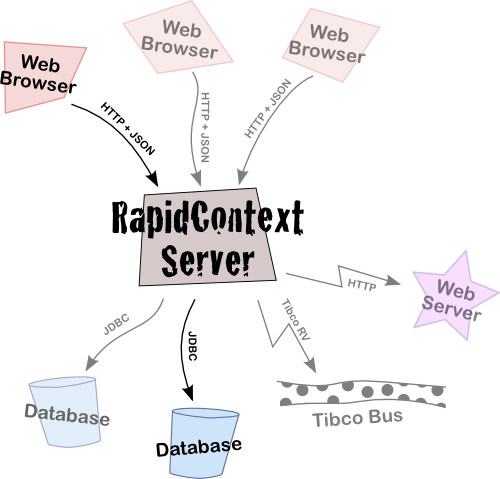 Web
Browser
Web
Browser
Web
Browser
HTTP + JSON
HTTP + JSON
HTTP + JSON
RapidContext
Server
HTTP
Web
Server
JDBC
JDBC
Tibco RV
Database
Database
Tibco Bus